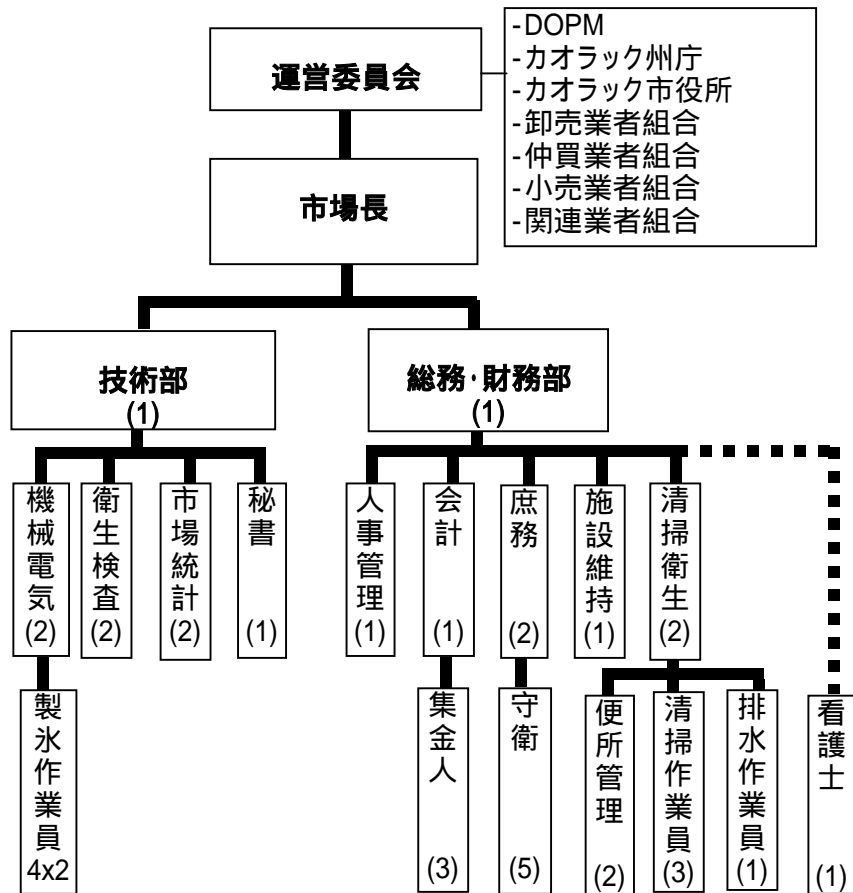 運営委員会
-DOPM
-カオラック州庁
-カオラック市役所
-卸売業者組合
-仲買業者組合
-小売業者組合
-関連業者組合
市場長
技術部
(1)
総務･財務部
(1)
機械電気
(2)
衛生検査
(2)
市場統計
(2)
秘書
(1)
人事管理
(1)
会計
(1)
庶務
(2)
施設維持
(1)
清掃衛生
(2)
製氷作業員
4x2
集金人
(3)
守衛
(5)
便所管理
(2)
清掃作業員
(3)
排水作業員
(1)
看護士
(1)